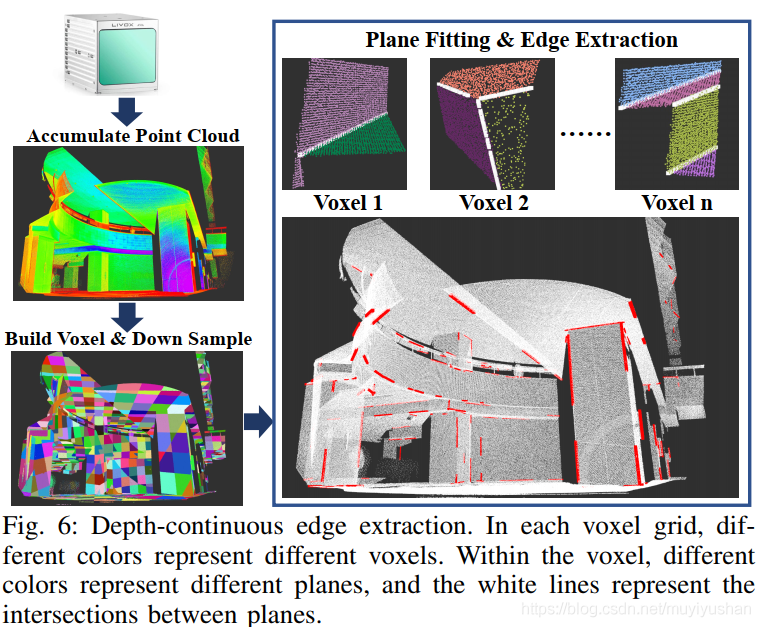 LIVOX
Accumulate Point Cloud
Build Voxel & Down Sample
Plane Fitting & Edge Extraction
......
Voxel 1
Voxel 2
Voxel n
Fig. 6: Depth-continuous edge extraction. In each voxel grid, dif-
ferent colors represent different voxels. Within the voxel, different
colors represent different planes, and the white lines represent the
intersections between planes.
https://blog.csdn.net/muyiyushan